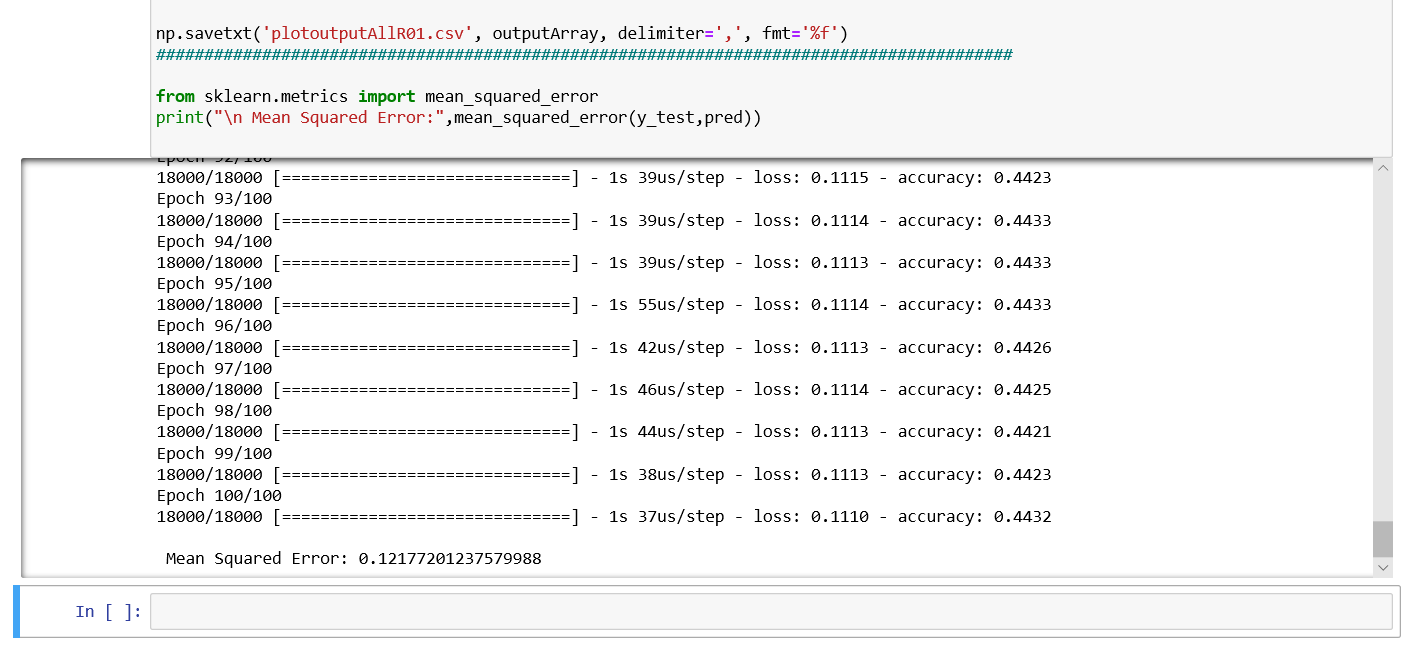 np.savetxt('plotoutputAllR01.csv', outputArray, delimiter=',', fmt='%f')
#########################################################################################
from sklearn.metrics import mean_squared_error
print("\n Mean Squared Error:",mean_squared_error(y_test,pred))
Epoch 92/100
18000/18000 [==============================] - 1s 39us/step - loss: 0.1115 - accuracy: 0.4423
Epoch 93/100
18000/18000 [==============================] - 1s 39us/step - loss: 0.1114 - accuracy: 0.4433
Epoch 94/100
18000/18000 [==============================] - 1s 39us/step - loss: 0.1113 - accuracy: 0.4433
Epoch 95/100
18000/18000 [==============================] - 1s 55us/step - loss: 0.1114 - accuracy: 0.4433
Epoch 96/100
18000/18000 [==============================] - 1s 42us/step - loss: 0.1113 - accuracy: 0.4426
Epoch 97/100
18000/18000 [==============================] - 1s 46us/step - loss: 0.1114 - accuracy: 0.4425
Epoch 98/100
18000/18000 [==============================] - 1s 44us/step - loss: 0.1113 - accuracy: 0.4421
Epoch 99/100
18000/18000 [==============================] - 1s 38us/step - loss: 0.1113 - accuracy: 0.4423
Epoch 100/100
18000/18000 [==============================] - 1s 37us/step - loss: 0.1110 - accuracy: 0.4432
Mean Squared Error: 0.12177201237579988
In [ ]: